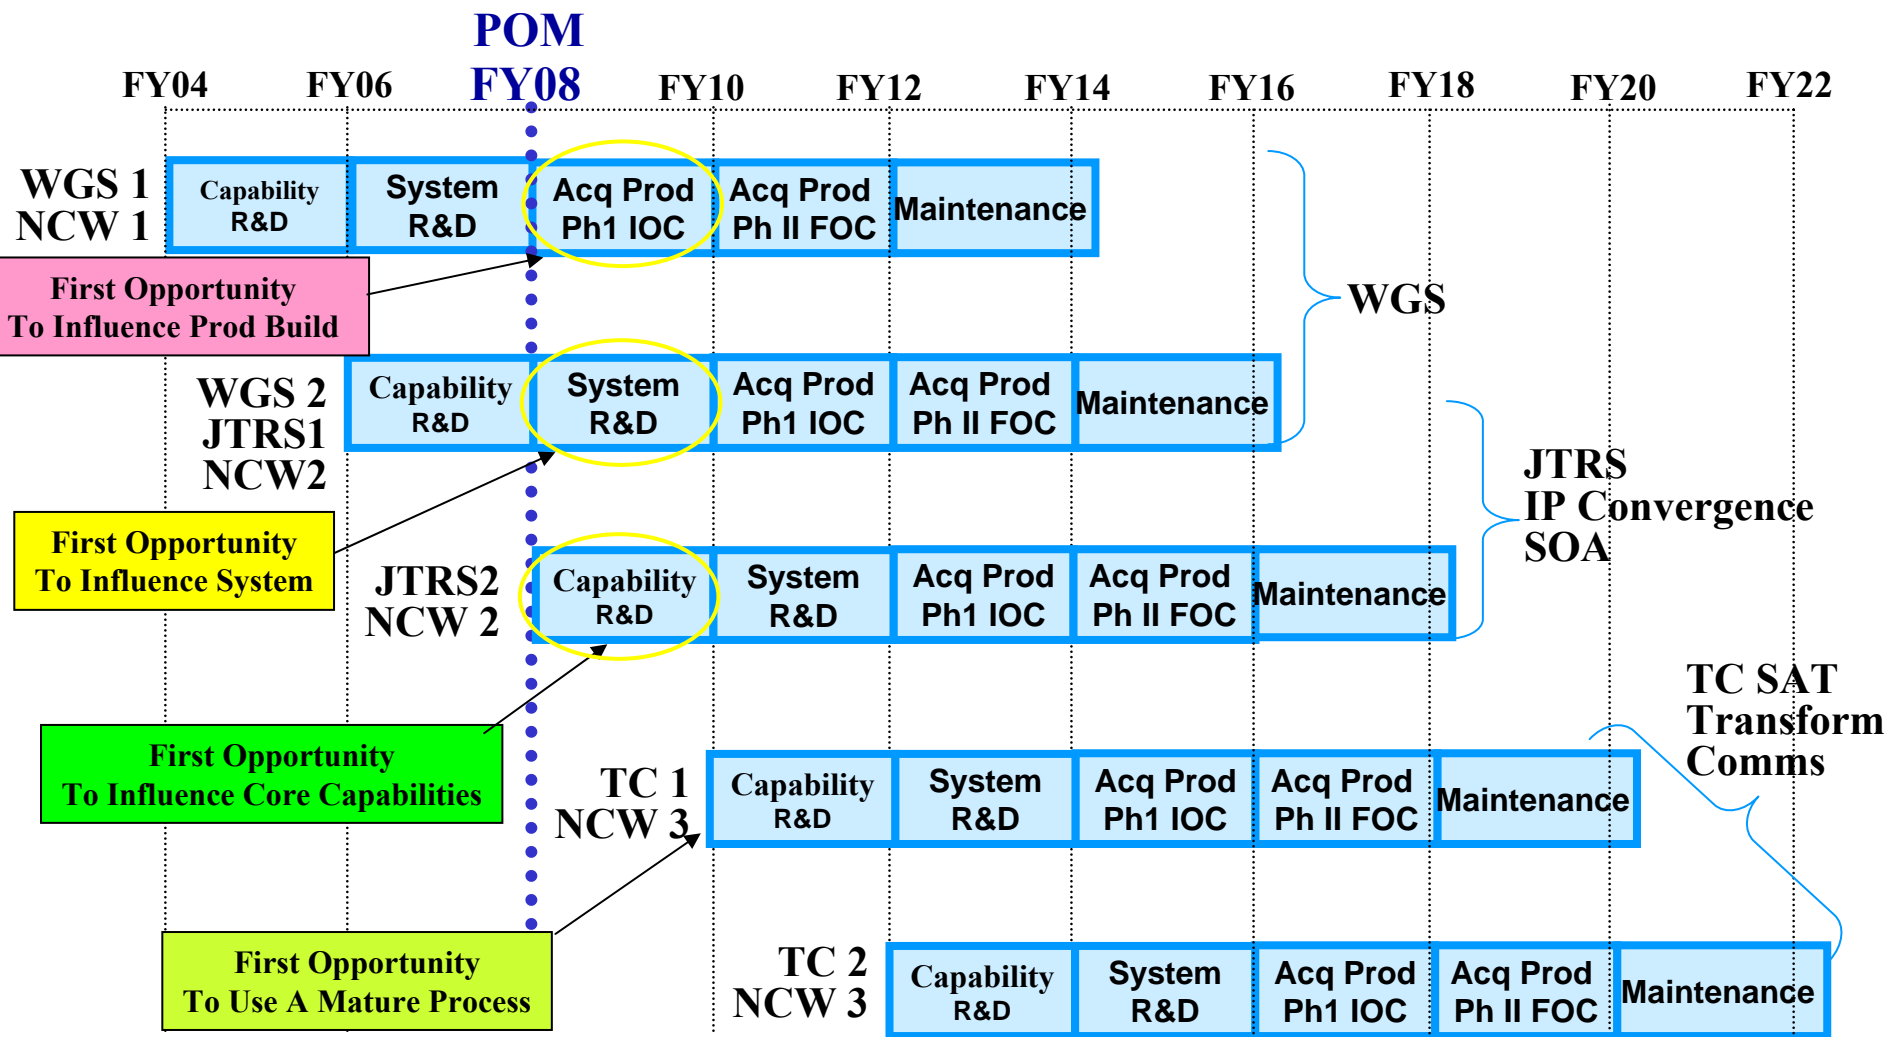 POM
FY04
FY06
FY08
FY10
FY12
FY14
FY16
FY18
FY20
FY22
WGS 1
NCW 1
Capability
R&D
System
R&D
Acq Prod
Ph1 IOC
Acq Prod
Ph II FOC
Maintenance
First Opportunity
To Influence Prod Build
WGS
WGS 2
JTRS1
NCW2
Capability
R&D
System
R&D
Acq Prod
Ph1 IOC
Acq Prod
Ph II FOC
Maintenance
JTRS
IP Convergence
SOA
First Opportunity
To Influence System
JTRS2
NCW 2
Capability
R&D
System
R&D
Acq Prod
Ph1 IOC
Acq Prod
Ph II FOC
Maintenance
TC SAT
Transform
Comms
First Opportunity
To Influence Core Capabilities
TC 1
NCW 3
Capability
R&D
System
R&D
Acq Prod
Ph1 IOC
Acq Prod
Ph II FOC
Maintenance
First Opportunity
To Use A Mature Process
TC 2
NCW 3
Capability
R&D
System
R&D
Acq Prod
Ph1 IOC
Acq Prod
Ph II FOC
Maintenance